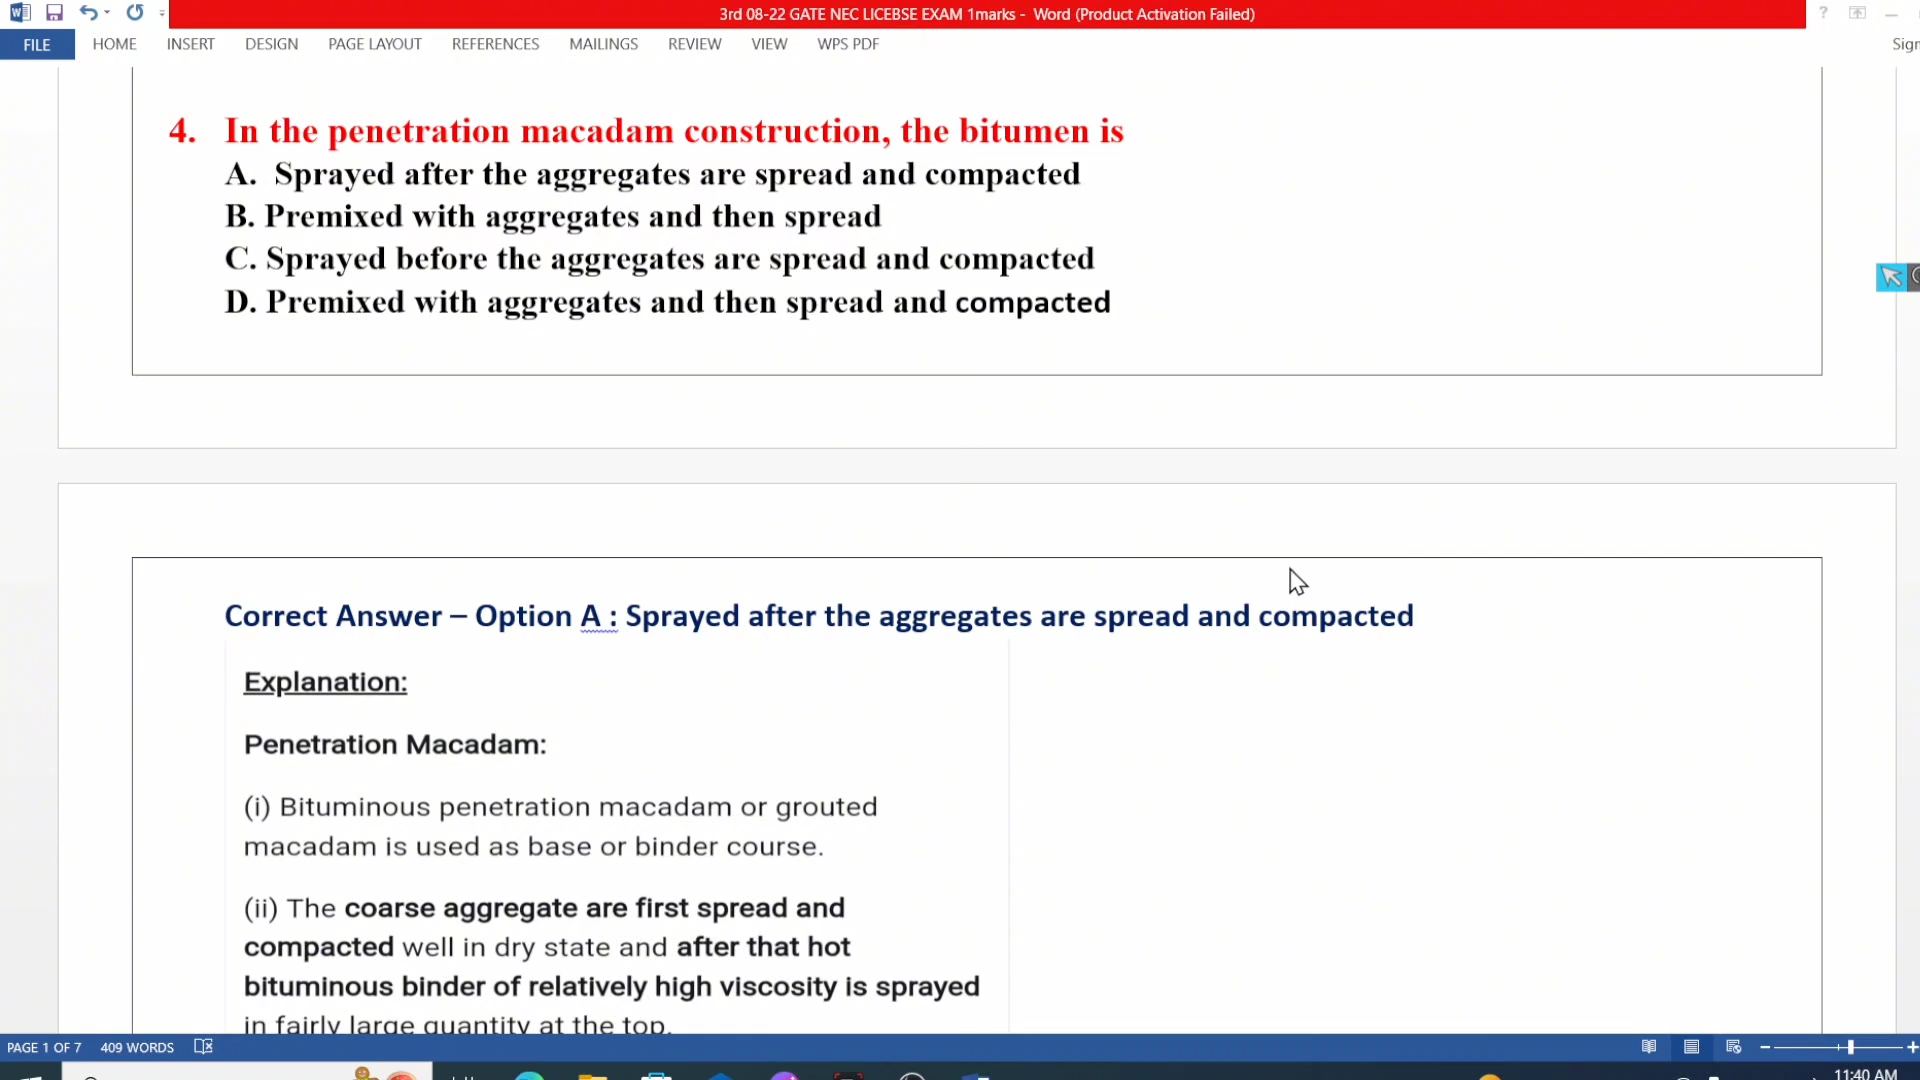 3rd 08-22 GATE NEC LICEBSE EXAM 1marks - Word (Product Activation Failed)
FILE HOME INSERT DESIGN PAGE LAYOUT REFERENCES MAILINGS REVIEW VIEW WPS PDF
4. In the penetration macadam construction, the bitumen is
A. Sprayed after the aggregates are spread and compacted
B. Premixed with aggregates and then spread
C. Sprayed before the aggregates are spread and compacted
D. Premixed with aggregates and then spread and compacted
Correct Answer – Option A : Sprayed after the aggregates are spread and compacted
Explanation:
Penetration Macadam:
(i) Bituminous penetration macadam or grouted
macadam is used as base or binder course.
(ii) The coarse aggregate are first spread and
compacted well in dry state and after that hot
bituminous binder of relatively high viscosity is sprayed
in fairly large quantity at the top.
PAGE 1 OF 7 409 WORDS
11:40 AM